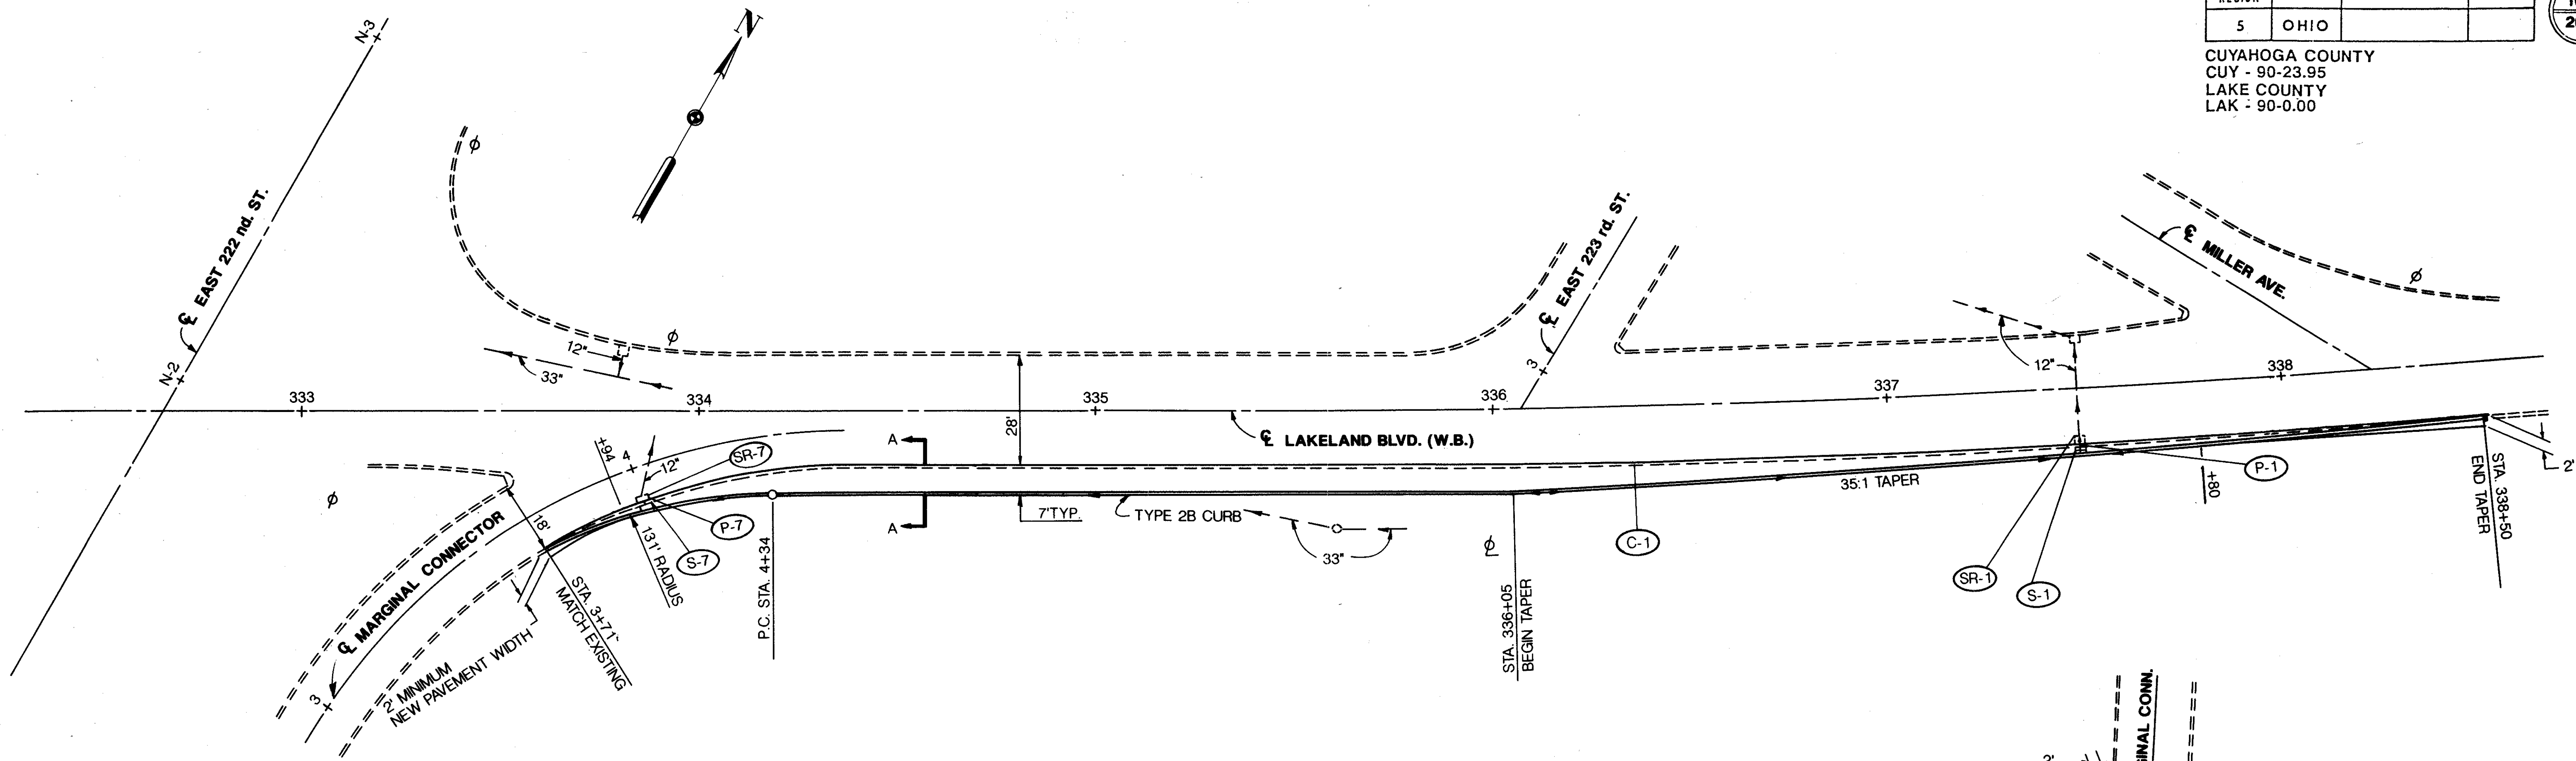 5 OHIO
CUYAHOGA COUNTY
CUY - 90-23.95
LAKE COUNTY
LAK - 90-0.00
N-3
N
EAST 222 nd. ST.
N-2
EAST 223 rd. ST.
3
MILLER AVE.
12"
33"
12"
333
334
335
336
337
338
28'
LAKELAND BLVD. (W.B.)
A
A
+94
4
12"
SR-7
P-7
S-7
18'
131' RADIUS
MARGINAL CONNECTOR
3
STA. 3+71
MATCH EXISTING
2' MINIMUM
NEW PAVEMENT WIDTH
P.C. STA. 4+34
7' TYP.
TYPE 2B CURB
33"
STA. 336+05
BEGIN TAPER
C-1
35:1 TAPER
SR-1
S-1
P-1
+80
STA. 338+50
END TAPER
2'
2'